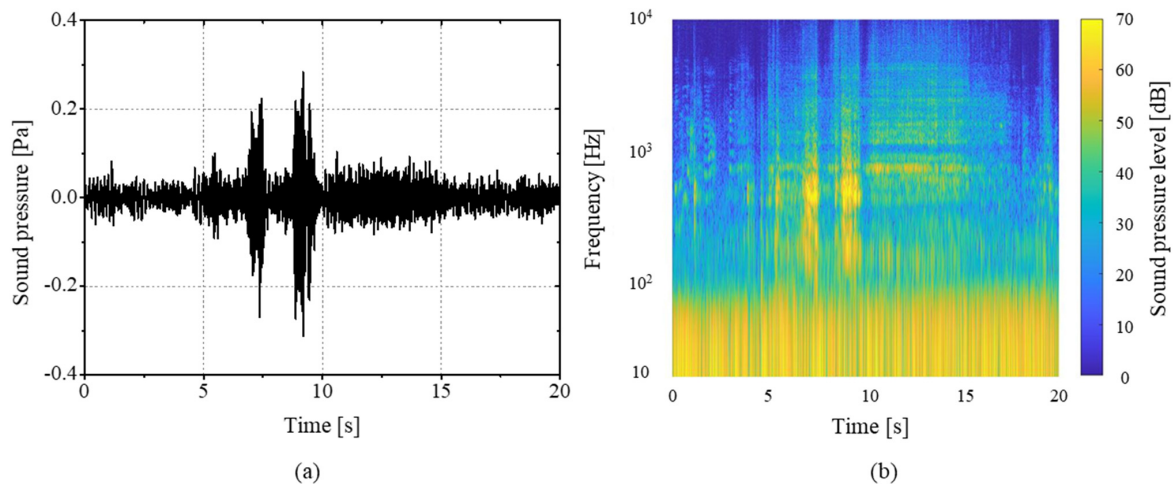 0.4
0.2
0.0
-0.2
-0.4
Sound pressure [Pa]
0 5 10 15 20
Time [s]
(a)
10⁴
10³
10²
10
Frequency [Hz]
0 5 10 15 20
Time [s]
70
60
50
40
30
20
10
0
Sound pressure level [dB]
(b)